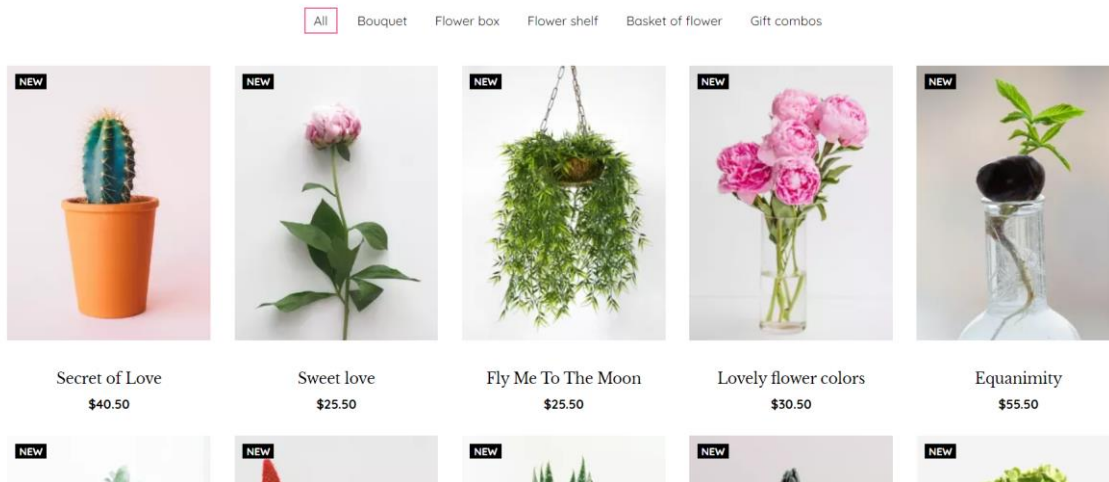 All Bouquet Flower box Flower shelf Basket of flower Gift combos
NEW NEW NEW NEW NEW
Secret of Love Sweet love Fly Me To The Moon Lovely flower colors Equanimity
$40.50 $25.50 $25.50 $30.50 $55.50
NEW NEW NEW NEW NEW